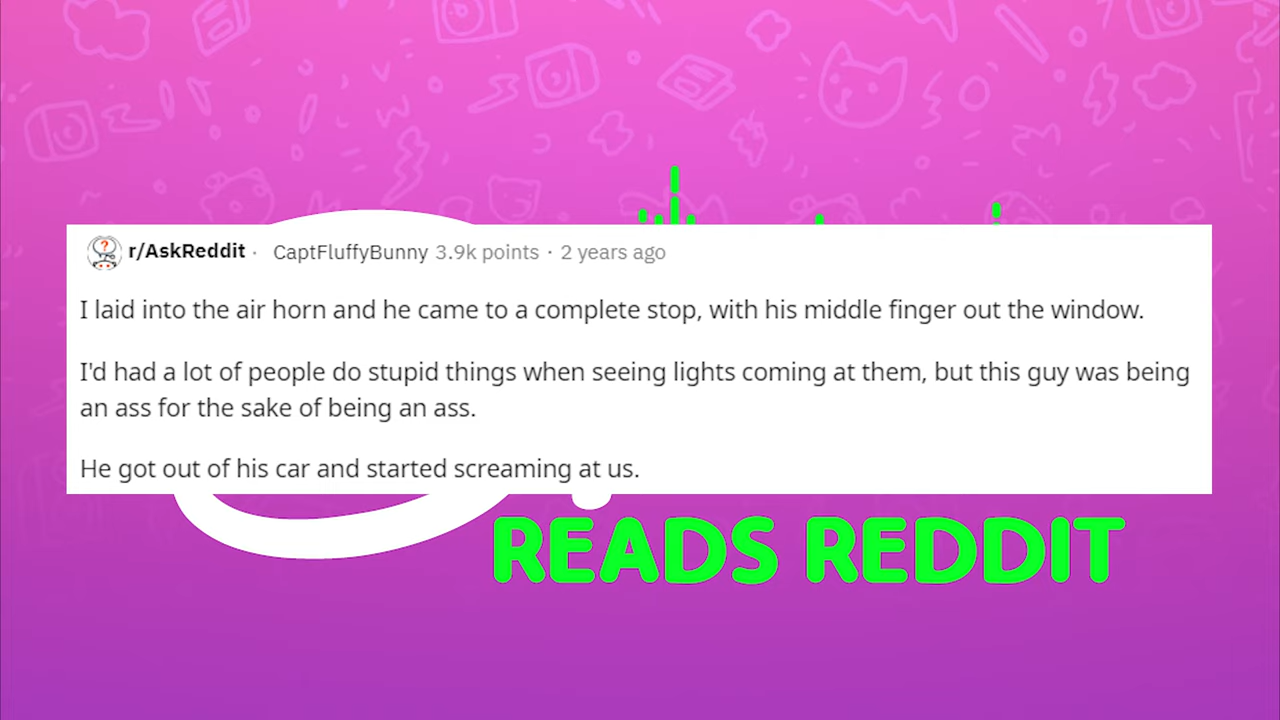 r/AskReddit · CaptFluffyBunny 3.9k points · 2 years ago
I laid into the air horn and he came to a complete stop, with his middle finger out the window.
I'd had a lot of people do stupid things when seeing lights coming at them, but this guy was being
an ass for the sake of being an ass.
He got out of his car and started screaming at us.
READS REDDIT